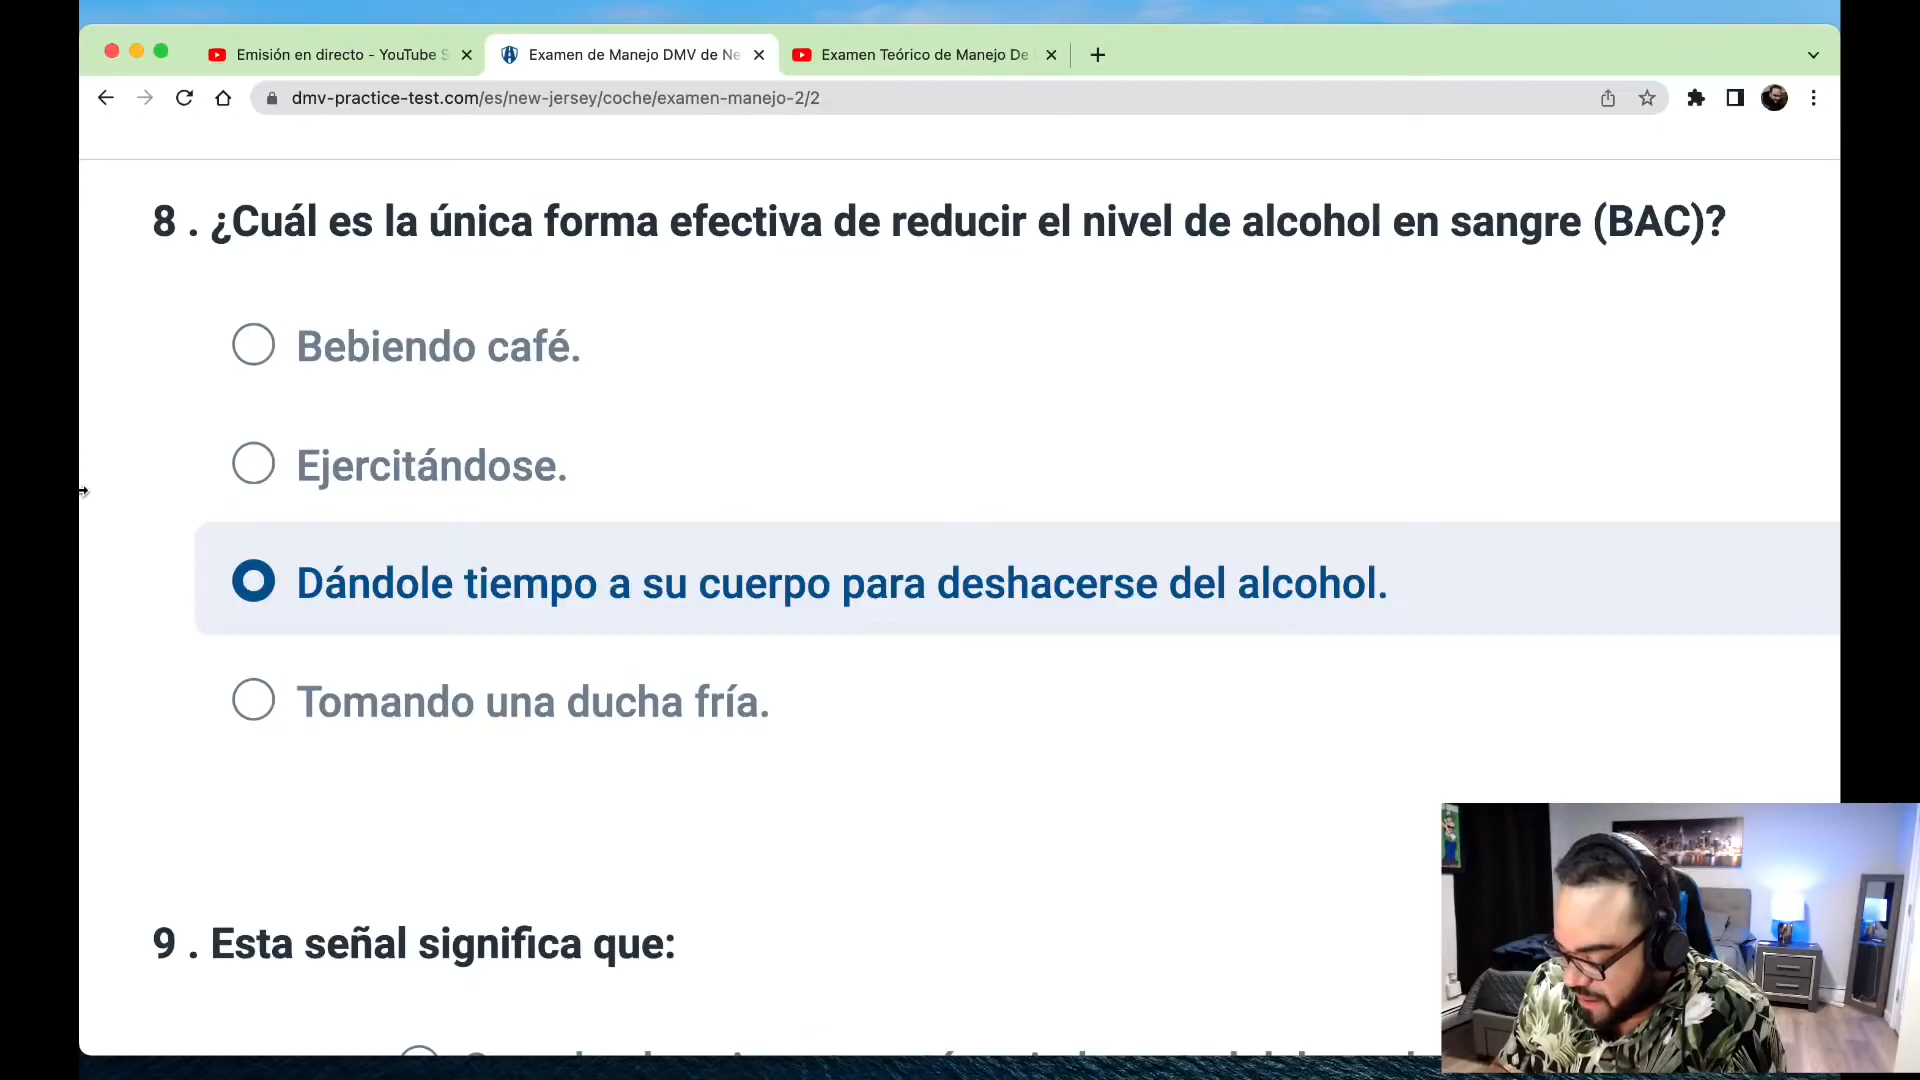 Emisión en directo - YouTube S
Examen de Manejo DMV de Ne
Examen Teórico de Manejo De
dmv-practice-test.com/es/new-jersey/coche/examen-manejo-2/2
8 . ¿Cuál es la única forma efectiva de reducir el nivel de alcohol en sangre (BAC)?
Bebiendo café.
Ejercitándose.
Dándole tiempo a su cuerpo para deshacerse del alcohol.
Tomando una ducha fría.
9 . Esta señal significa que: